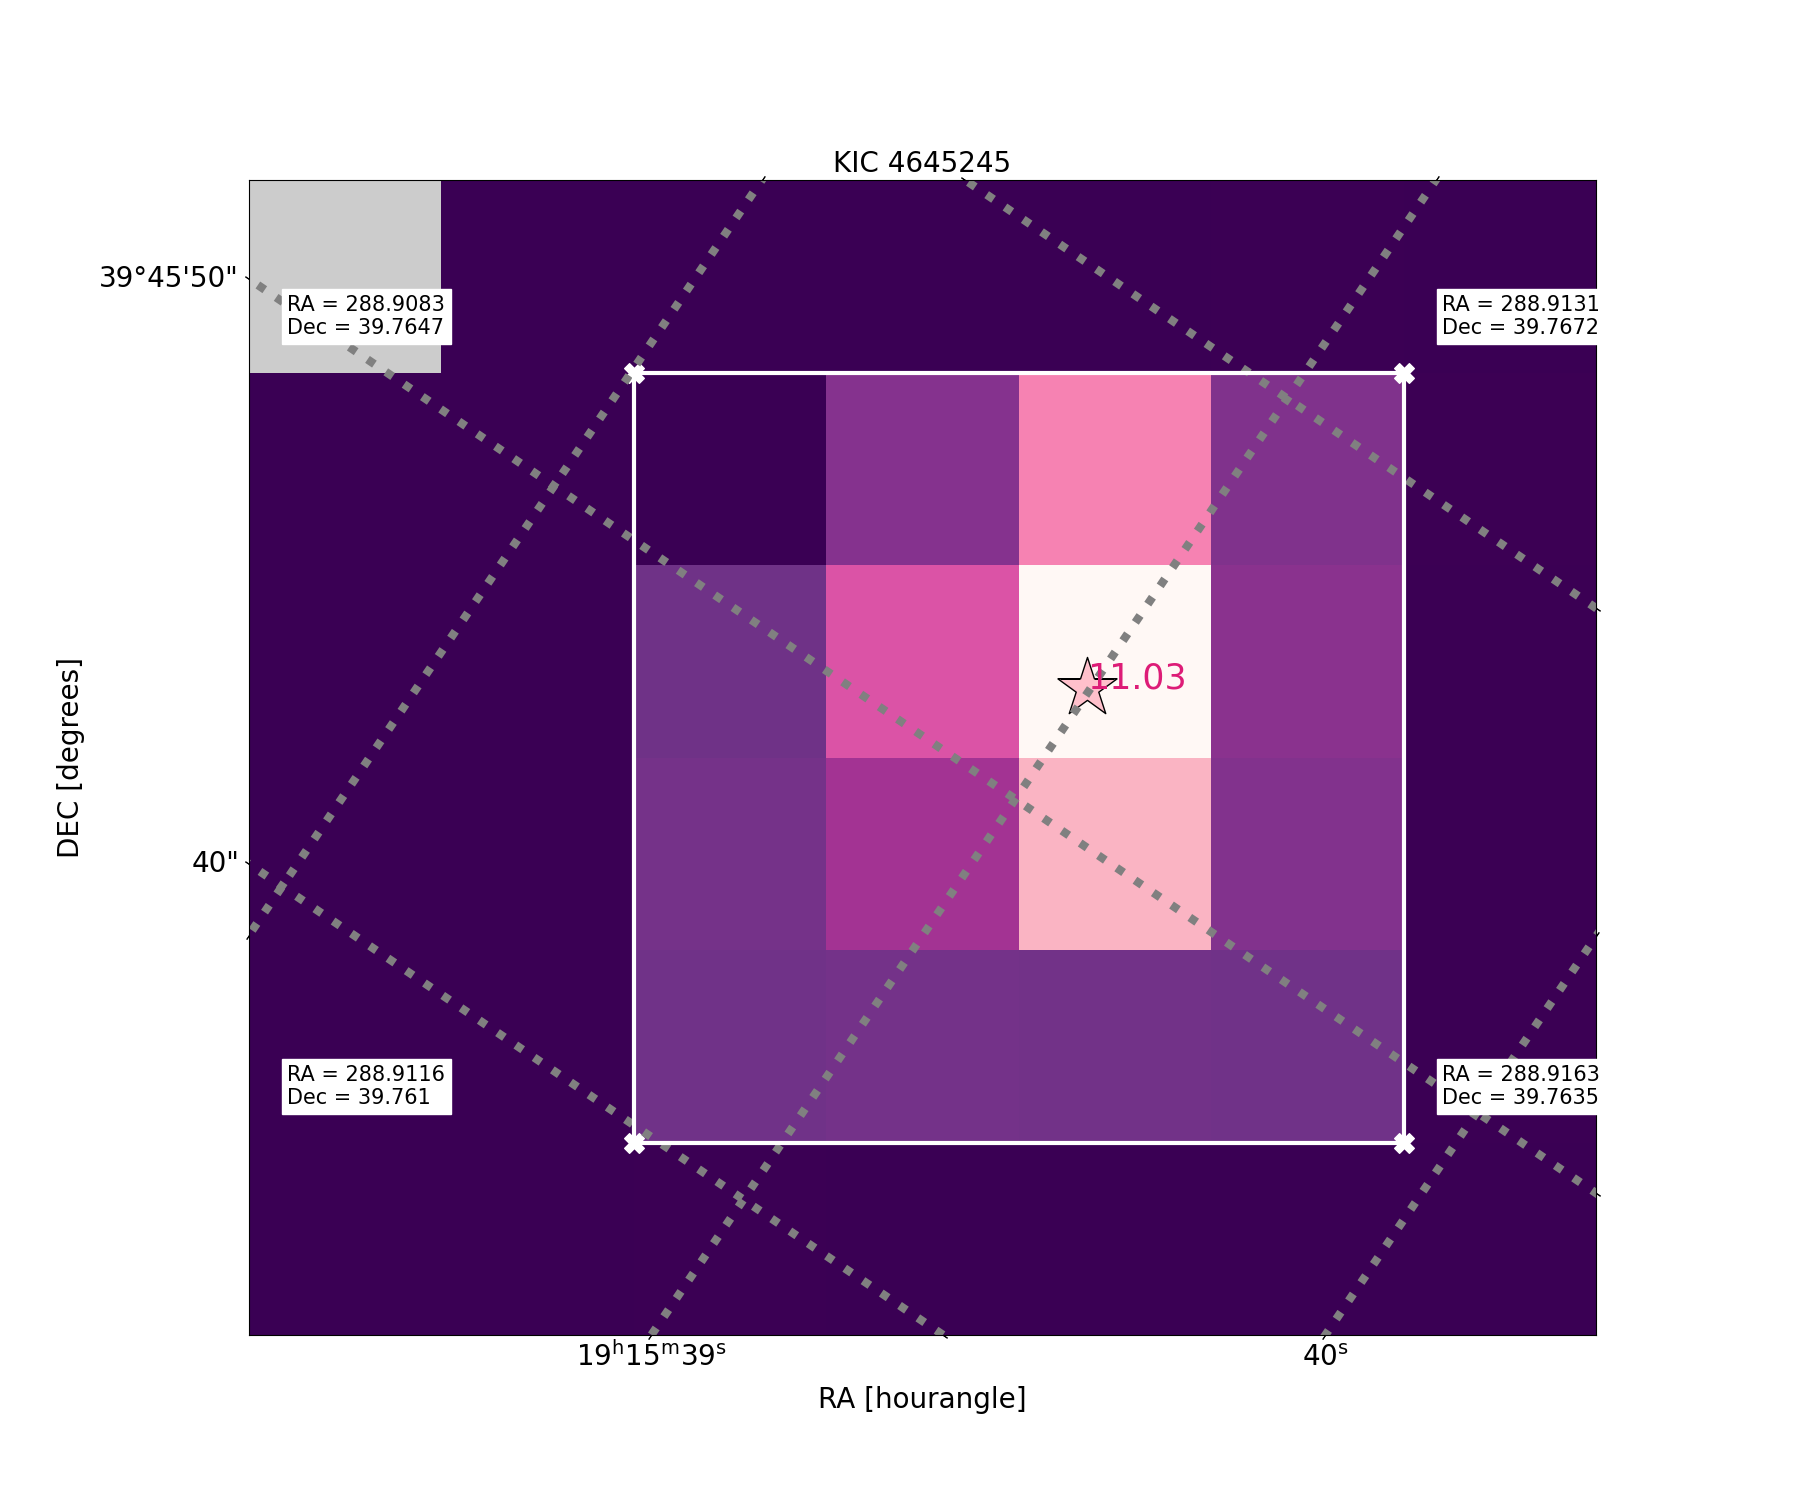 KIC 4645245
39°45'50"
RA = 288.9083
Dec = 39.7647
RA = 288.9131
Dec = 39.7672
11.03
DEC [degrees]
40"
RA = 288.9116
Dec = 39.761
RA = 288.9163
Dec = 39.7635
19ʰ15ᵐ39ˢ
40ˢ
RA [hourangle]